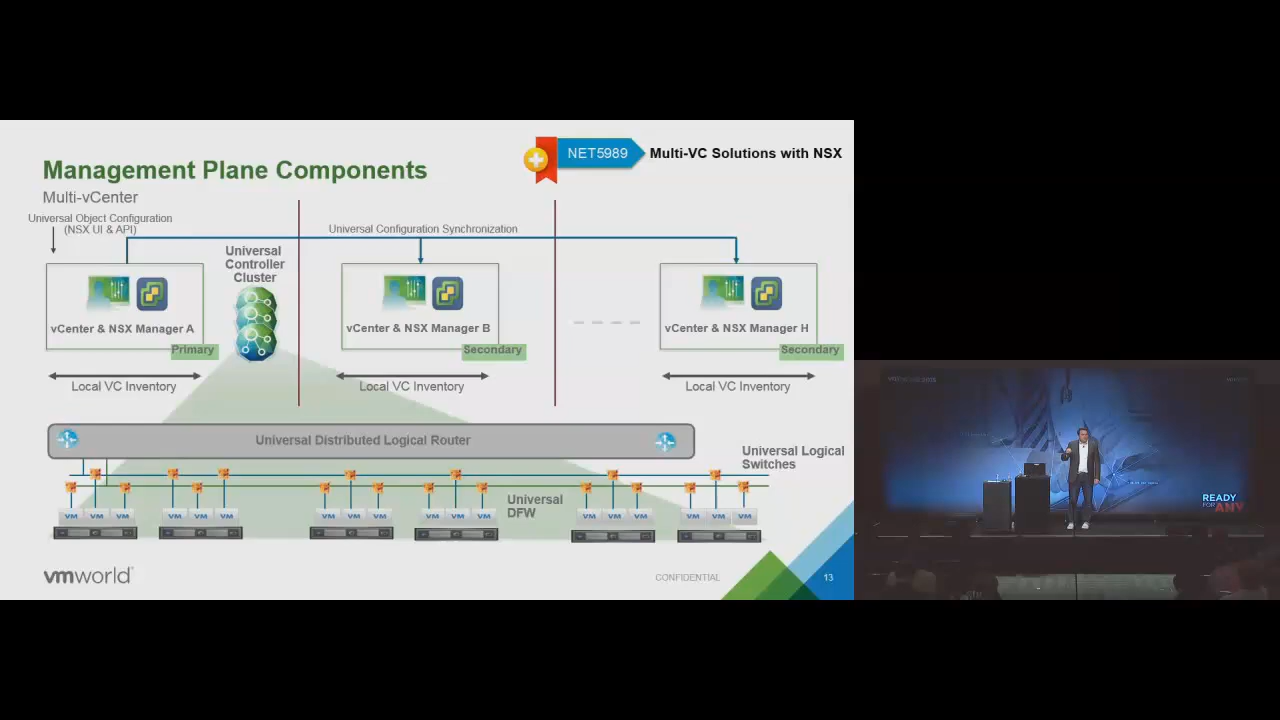 Management Plane Components
NET5989
Multi-VC Solutions with NSX
Multi-vCenter
Universal Object Configuration
(NSX UI & API)
Universal Configuration Synchronization
Universal
Controller
Cluster
vCenter & NSX Manager A
Primary
vCenter & NSX Manager B
Secondary
vCenter & NSX Manager H
Secondary
Local VC Inventory
Local VC Inventory
Local VC Inventory
Universal Distributed Logical Router
Universal Logical
Switches
Universal
DFW
VM VM VM VM VM VM VM VM VM VM VM VM VM VM VM VM VM VM
vmworld
CONFIDENTIAL
13
READY
FOR ANY